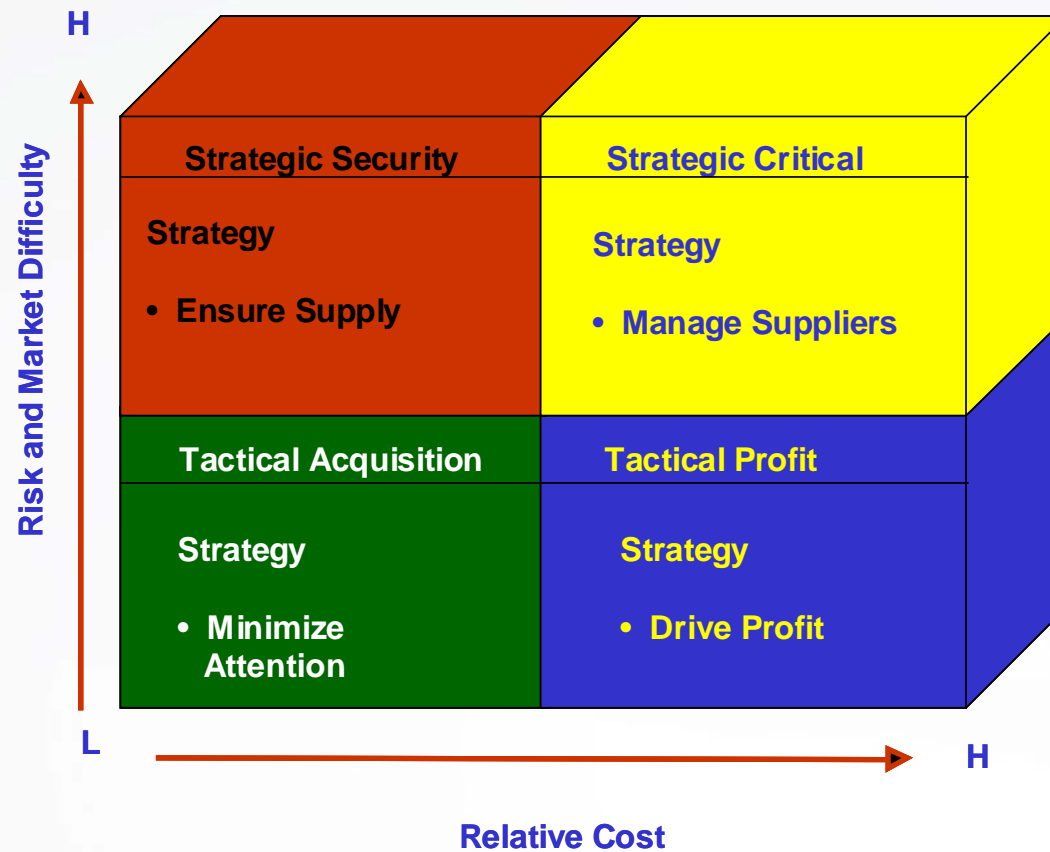 H
Risk and Market Difficulty
Strategic Security
Strategy
• Ensure Supply
Strategic Critical
Strategy
• Manage Suppliers
Tactical Acquisition
Strategy
• Minimize
Attention
Tactical Profit
Strategy
• Drive Profit
L
H
Relative Cost